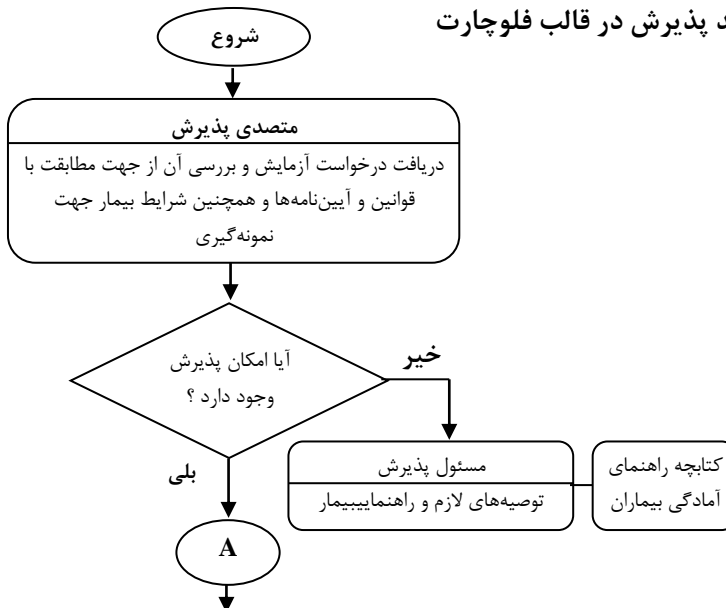 پذیرش در قالب فلوچارت
شروع
متصدی پذیرش
دریافت درخواست آزمایش و بررسی آن از جهت مطابقت با
قوانین و آیین‌نامه‌ها و همچنین شرایط بیمار جهت
نمونه‌گیری
آیا امکان پذیرش
وجود دارد ؟
خیر
بلی
مسئول پذیرش
توصیه‌های لازم و راهنماییبیمار
کتابچه راهنمای
آمادگی بیماران
A